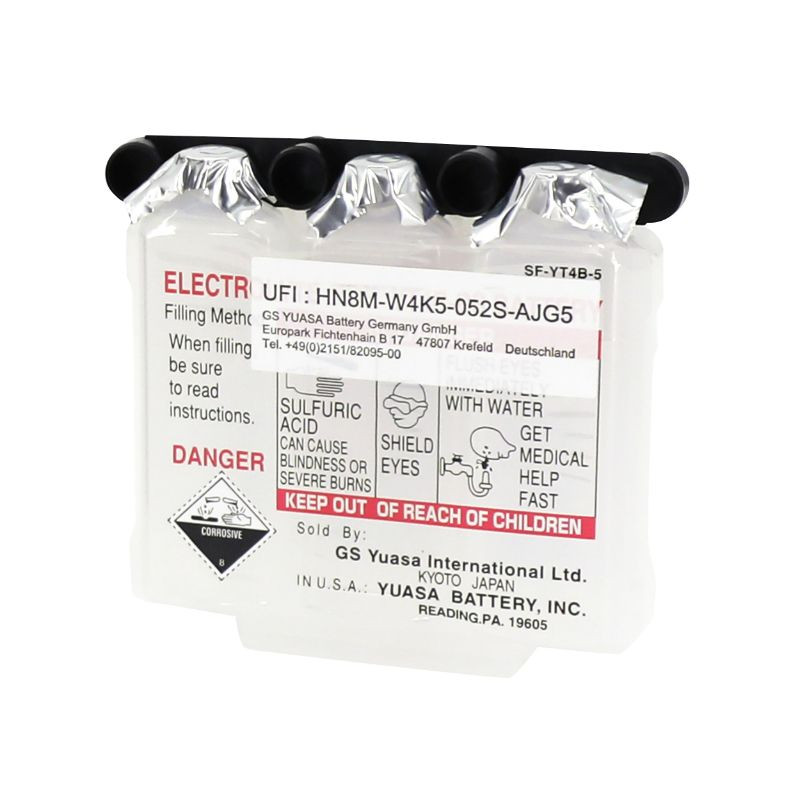 SF-YT4B-5
ELECTR
UFI : HN8M-W4K5-052S-AJG5
GS YUASA Battery Germany GmbH
Europark Fichtenhain B 17 47807 Krefeld Deutschland
Tel. +49(0)2151/82095-00
Filling Metho
When filling
be sure
to read
instructions.
DANGER
CORROSIVE
8
SULFURIC
ACID
CAN CAUSE
BLINDNESS OR
SEVERE BURNS
SHIELD
EYES
FLUSH EYES
IMMEDIATELY
WITH WATER
GET
MEDICAL
HELP
FAST
KEEP OUT OF REACH OF CHILDREN
Sold By:
GS Yuasa International Ltd.
KYOTO JAPAN
IN U.S.A.: YUASA BATTERY, INC.
READING.PA. 19605